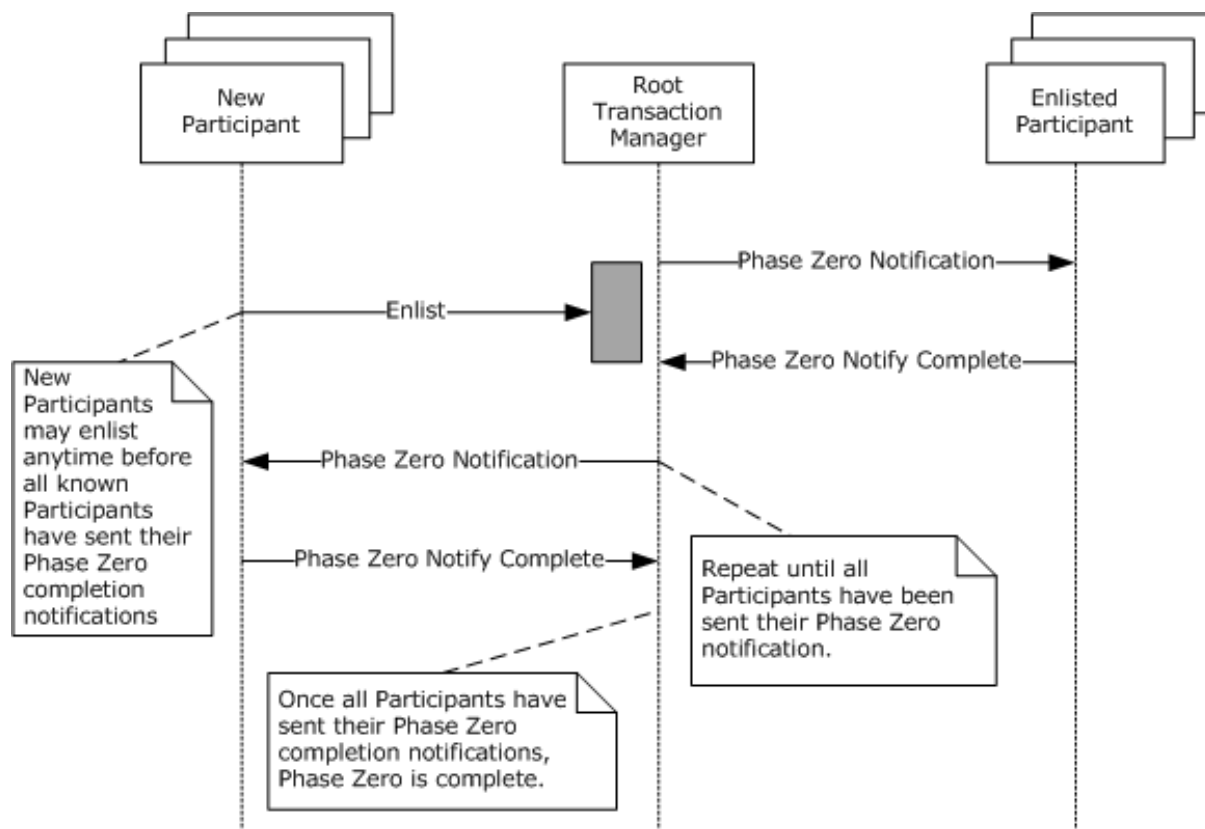 New
Participant
Root
Transaction
Manager
Enlisted
Participant
Phase Zero Notification
Enlist
Phase Zero Notify Complete
New
Participants
may enlist
anytime before
all known
Participants
have sent their
Phase Zero
completion
notifications
Phase Zero Notification
Phase Zero Notify Complete
Repeat until all
Participants have been
sent their Phase Zero
notification.
Once all Participants have
sent their Phase Zero
completion notifications,
Phase Zero is complete.